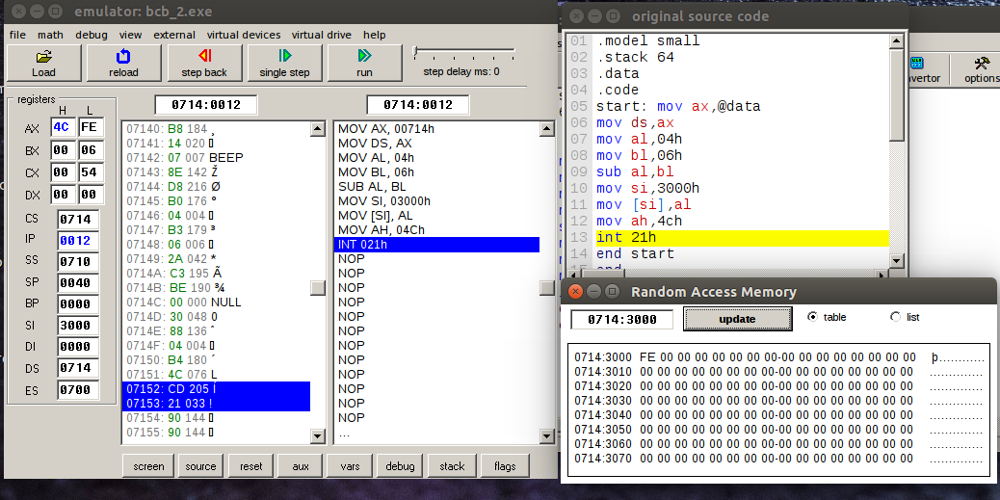 emulator: bcb_2.exe
file math debug view external virtual devices virtual drive help
Load reload step back single step run step delay ms: 0
registers
H L
AX 4C FE
BX 00 06
CX 00 54
DX 00 00
CS 0714
IP 0012
SS 0710
SP 0040
BP 0000
SI 3000
DI 0000
DS 0714
ES 0700
0714:0012
07140: B8 184 ¸
07141: 14 020
07142: 07 007 BEEP
07143: 8E 142 Ž
07144: D8 216 Ø
07145: B0 176 °
07146: 04 004
07147: B3 179 ³
07148: 06 006
07149: 2A 042 *
0714A: C3 195 Ã
0714B: BE 190 ¾
0714C: 00 000 NULL
0714D: 30 048 0
0714E: 88 136 ˆ
0714F: 04 004
07150: B4 180 ´
07151: 4C 076 L
07152: CD 205 Í
07153: 21 033 !
07154: 90 144
07155: 90 144
0714:0012
MOV AX, 00714h
MOV DS, AX
MOV AL, 04h
MOV BL, 06h
SUB AL, BL
MOV SI, 03000h
MOV [SI], AL
MOV AH, 04Ch
INT 021h
NOP
NOP
NOP
NOP
NOP
NOP
NOP
NOP
NOP
NOP
NOP
NOP
...
screen source reset aux vars debug stack flags
original source code
01 .model small
02 .stack 64
03 .data
04 .code
05 start: mov ax,@data
06 mov ds,ax
07 mov al,04h
08 mov bl,06h
09 sub al,bl
10 mov si,3000h
11 mov [si],al
12 mov ah,4ch
13 int 21h
14 end start
15 end
options
Random Access Memory
0714:3000 update table list
0714:3000 FE 00 00 00 00 00 00 00-00 00 00 00 00 00 00 00 þ............
0714:3010 00 00 00 00 00 00 00 00-00 00 00 00 00 00 00 00 .............
0714:3020 00 00 00 00 00 00 00 00-00 00 00 00 00 00 00 00 .............
0714:3030 00 00 00 00 00 00 00 00-00 00 00 00 00 00 00 00 .............
0714:3040 00 00 00 00 00 00 00 00-00 00 00 00 00 00 00 00 .............
0714:3050 00 00 00 00 00 00 00 00-00 00 00 00 00 00 00 00 .............
0714:3060 00 00 00 00 00 00 00 00-00 00 00 00 00 00 00 00 .............
0714:3070 00 00 00 00 00 00 00 00-00 00 00 00 00 00 00 00 .............